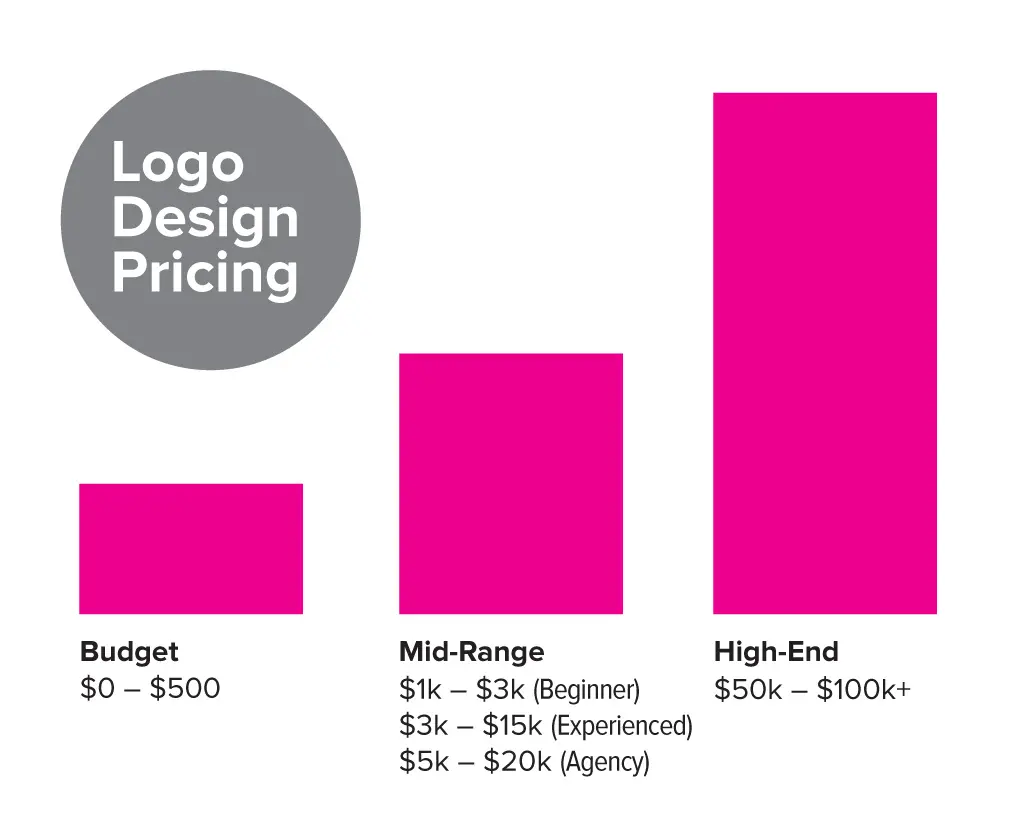 Logo
Design
Pricing
Budget
$0 – $500
Mid-Range
$1k – $3k (Beginner)
$3k – $15k (Experienced)
$5k – $20k (Agency)
High-End
$50k – $100k+